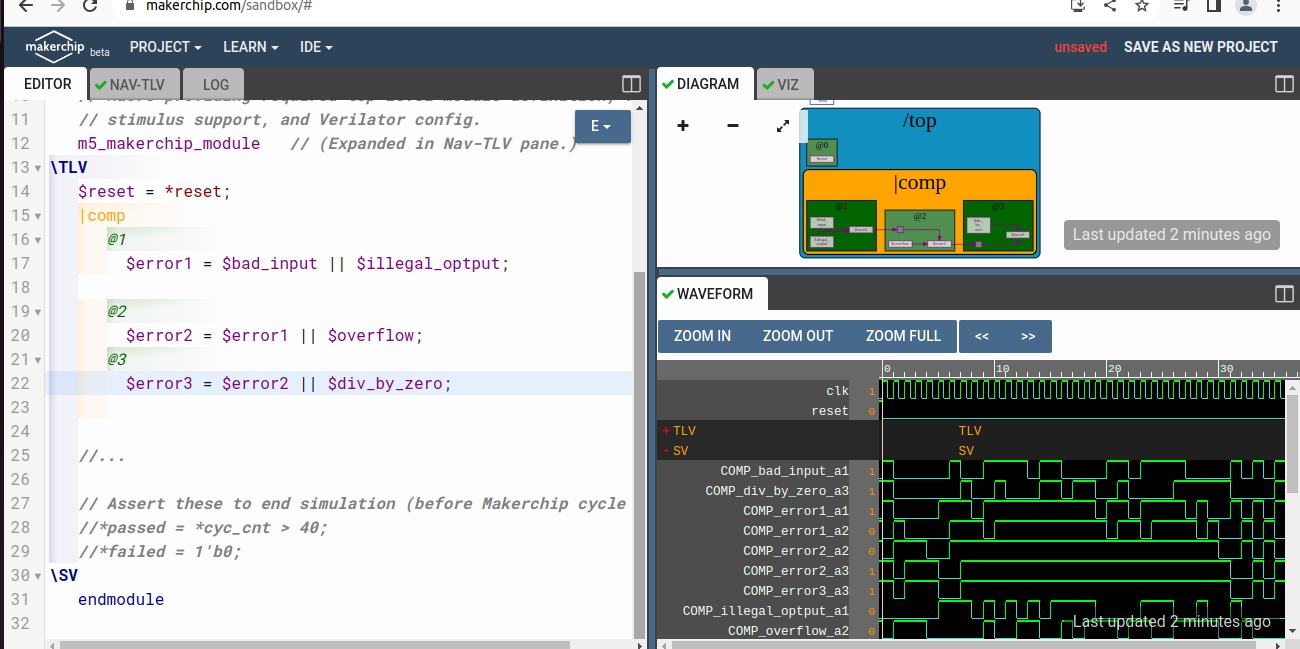 makerchip.com/sandbox/#
makerchip beta PROJECT LEARN IDE unsaved SAVE AS NEW PROJECT
EDITOR NAV-TLV LOG
11 // stimulus support, and Verilator config.
12 m5_makerchip_module // (Expanded in Nav-TLV pane.)
E
13 \TLV
14 $reset = *reset;
15 |comp
16 @1
17 $error1 = $bad_input || $illegal_optput;
18
19 @2
20 $error2 = $error1 || $overflow;
21 @3
22 $error3 = $error2 || $div_by_zero;
23
24
25 //...
26
27 // Assert these to end simulation (before Makerchip cycle
28 //*passed = *cyc_cnt > 40;
29 //*failed = 1'b0;
30 \SV
31 endmodule
32
DIAGRAM VIZ
+ −
/top
@0
|comp
@1
@2
@3
Last updated 2 minutes ago
WAVEFORM
ZOOM IN ZOOM OUT ZOOM FULL << >>
0 10 20 30
clk 1
reset 0
+ TLV TLV
- SV SV
COMP_bad_input_a1 1
COMP_div_by_zero_a3 1
COMP_error1_a1 1
COMP_error1_a2 0
COMP_error2_a2 0
COMP_error2_a3 1
COMP_error3_a3 1
COMP_illegal_optput_a1 0
COMP_overflow_a2 0
Last updated 2 minutes ago